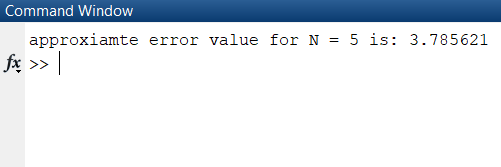 Command Window
approxiamte error value for N = 5 is: 3.785621
fx >>